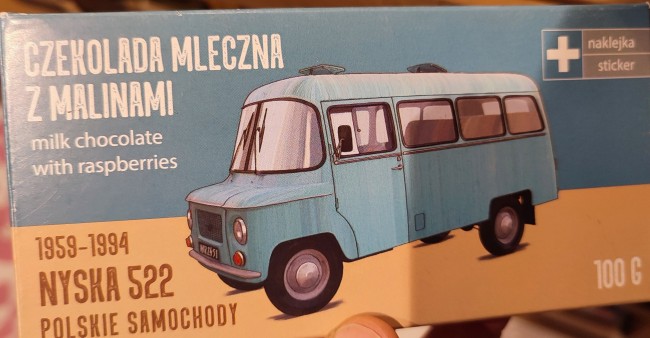 CZEKOLADA MLECZNA
Z MALINAMI
milk chocolate
with raspberries
naklejka
sticker
1959-1994
NYSKA 522
POLSKIE SAMOCHODY
100 G